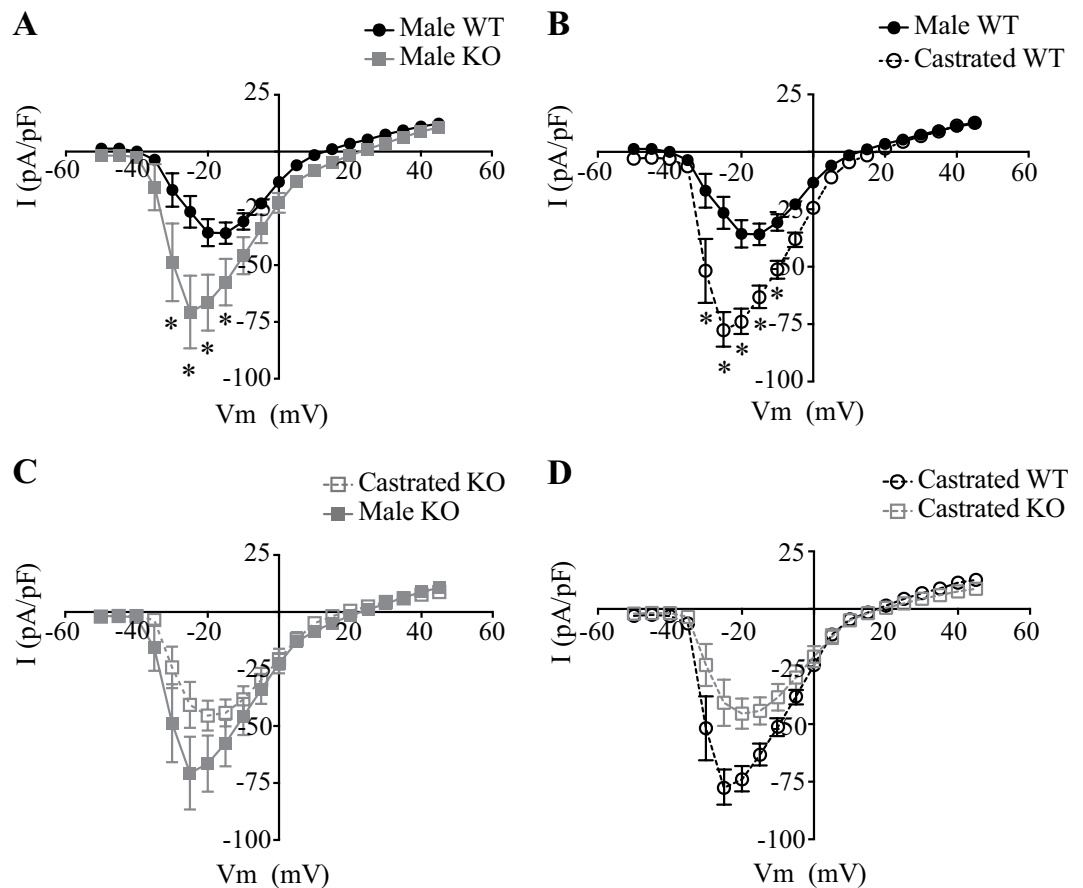 A
Male WT
Male KO
25
-60 -40 -20 20 40 60
-25
-50
-75
-100
* * * *
I (pA/pF)
Vm (mV)
B
Male WT
Castrated WT
25
-60 -40 -20 20 40 60
-25
-50
-75
-100
* * * * *
I (pA/pF)
Vm (mV)
C
Castrated KO
Male KO
25
-60 -40 -20 20 40 60
-25
-50
-75
-100
I (pA/pF)
Vm (mV)
D
Castrated WT
Castrated KO
25
-60 -40 -20 20 40 60
-25
-50
-75
-100
I (pA/pF)
Vm (mV)